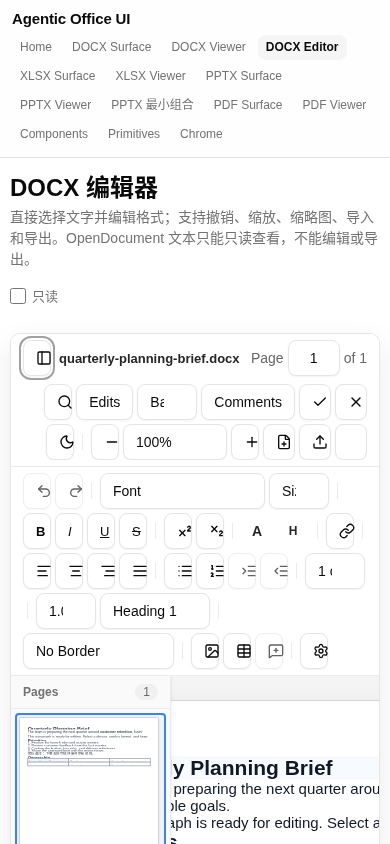 Agentic Office UI
Home DOCX Surface DOCX Viewer DOCX Editor
XLSX Surface XLSX Viewer PPTX Surface
PPTX Viewer PPTX 最小组合 PDF Surface PDF Viewer
Components Primitives Chrome
DOCX 编辑器
直接选择文字并编辑格式；支持撤销、缩放、缩略图、导入
和导出。OpenDocument 文本只能只读查看，不能编辑或导
出。
只读
quarterly-planning-brief.docx Page 1 of 1
Edits Comments
100%
Font
B I U S x² x₂ A H
1.0 Heading 1
No Border
Pages 1
Quarterly Planning Brief
y Planning Brief
preparing the next quarter arou
ble goals.
aph is ready for editing. Select a